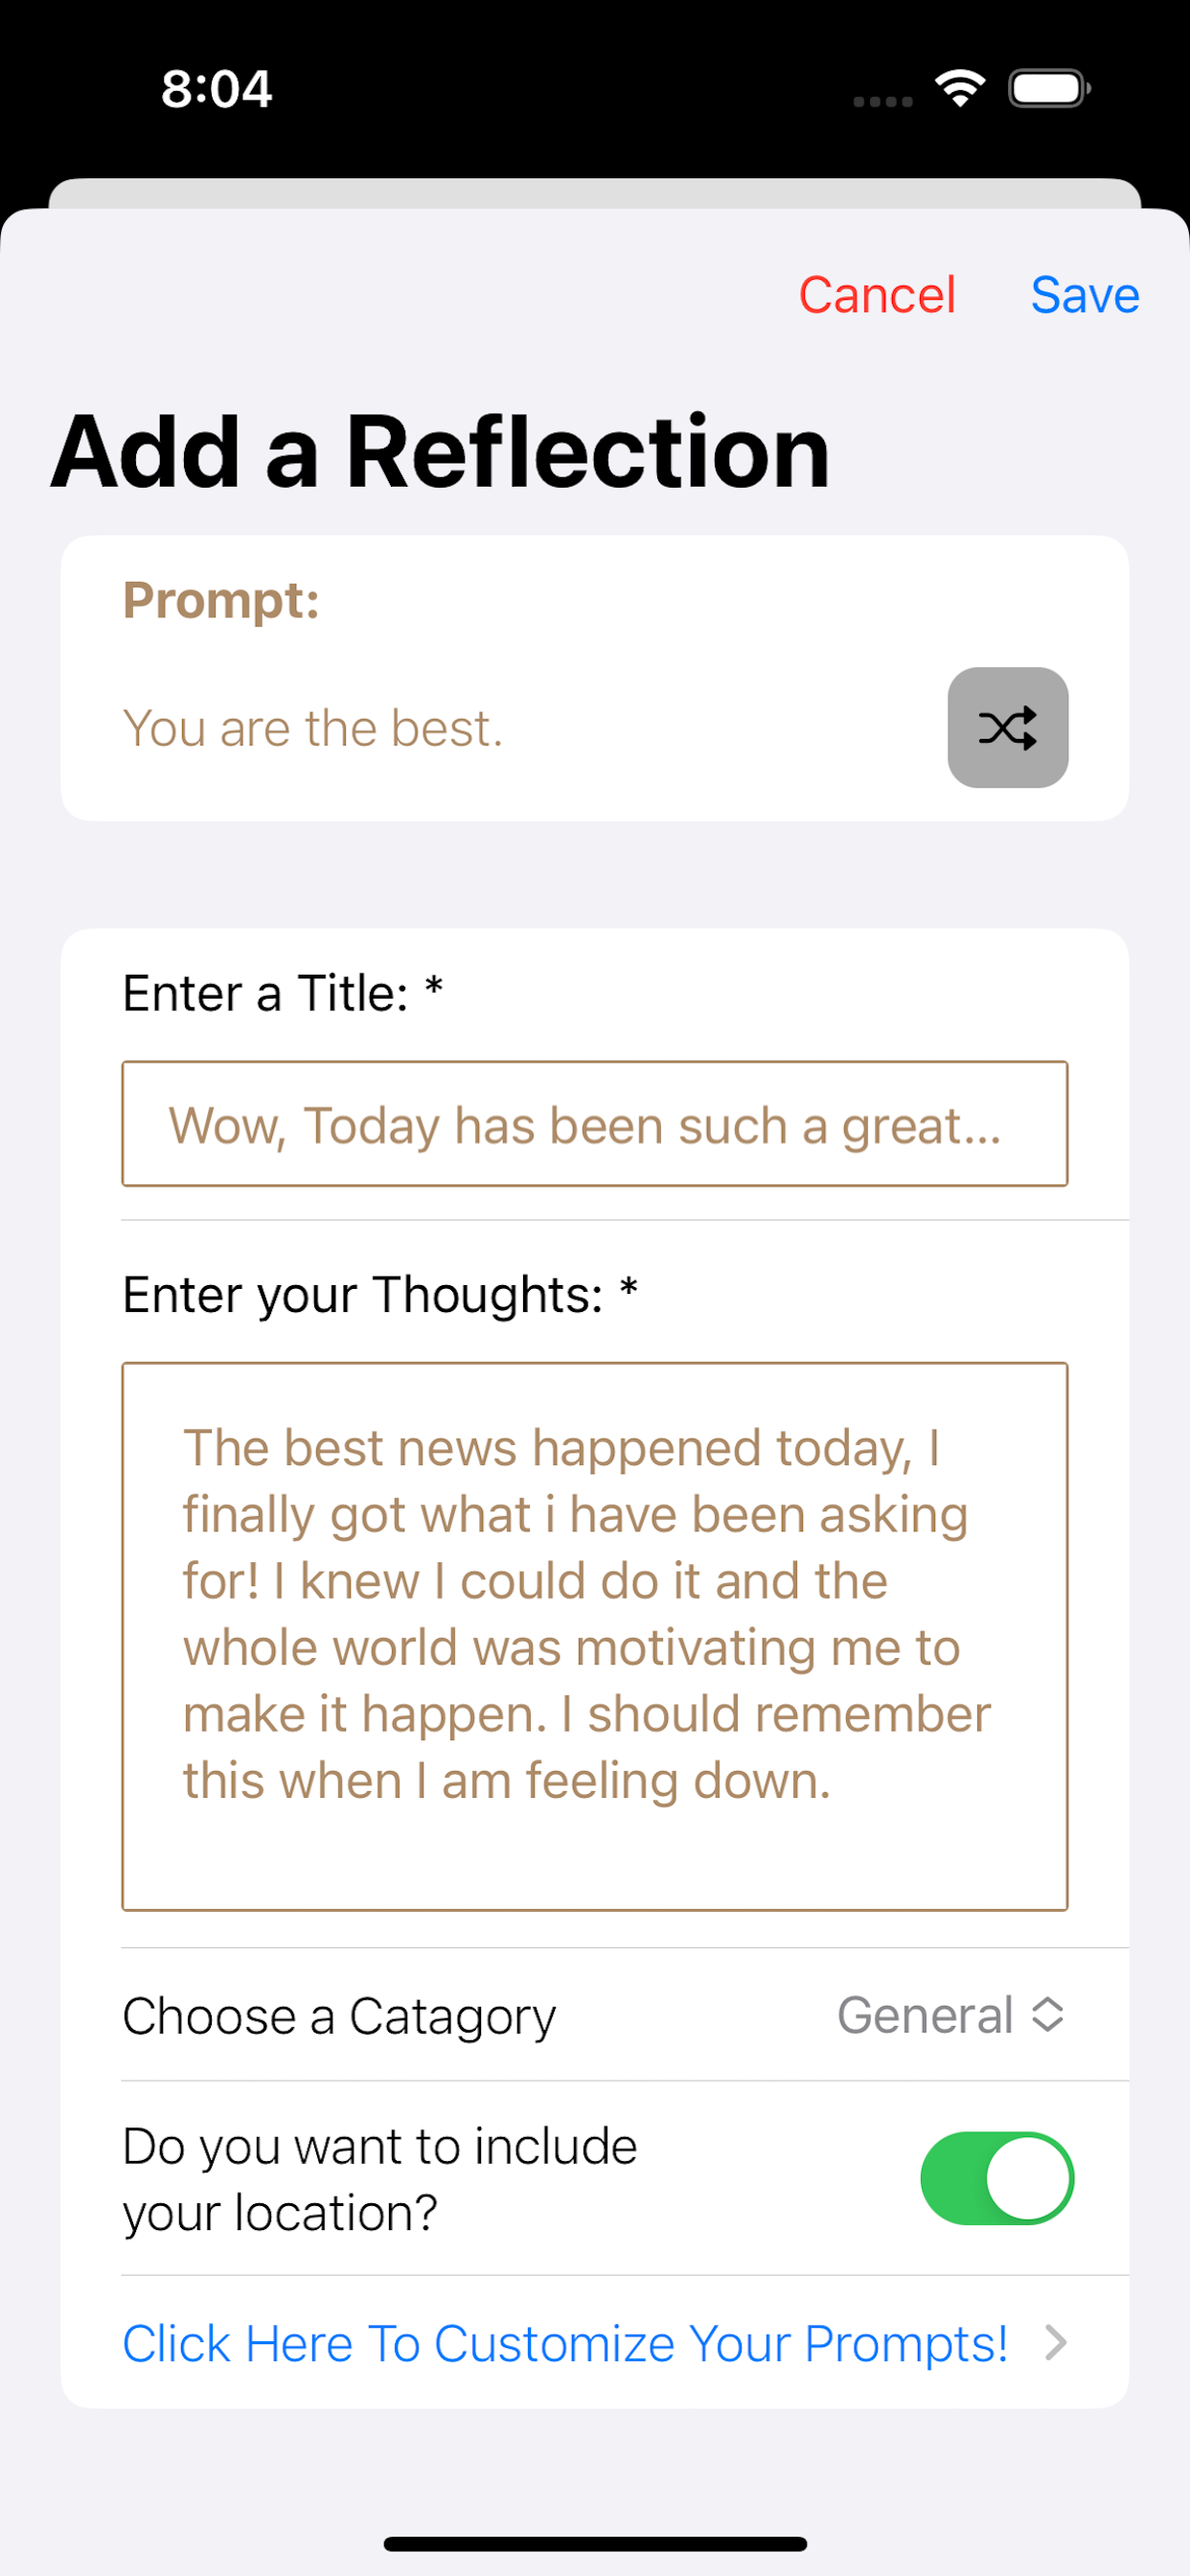 8:04
Cancel Save
Add a Reflection
Prompt:
You are the best.
Enter a Title: *
Wow, Today has been such a great...
Enter your Thoughts: *
The best news happened today, I
finally got what i have been asking
for! I knew I could do it and the
whole world was motivating me to
make it happen. I should remember
this when I am feeling down.
Choose a Catagory General
Do you want to include
your location?
Click Here To Customize Your Prompts!